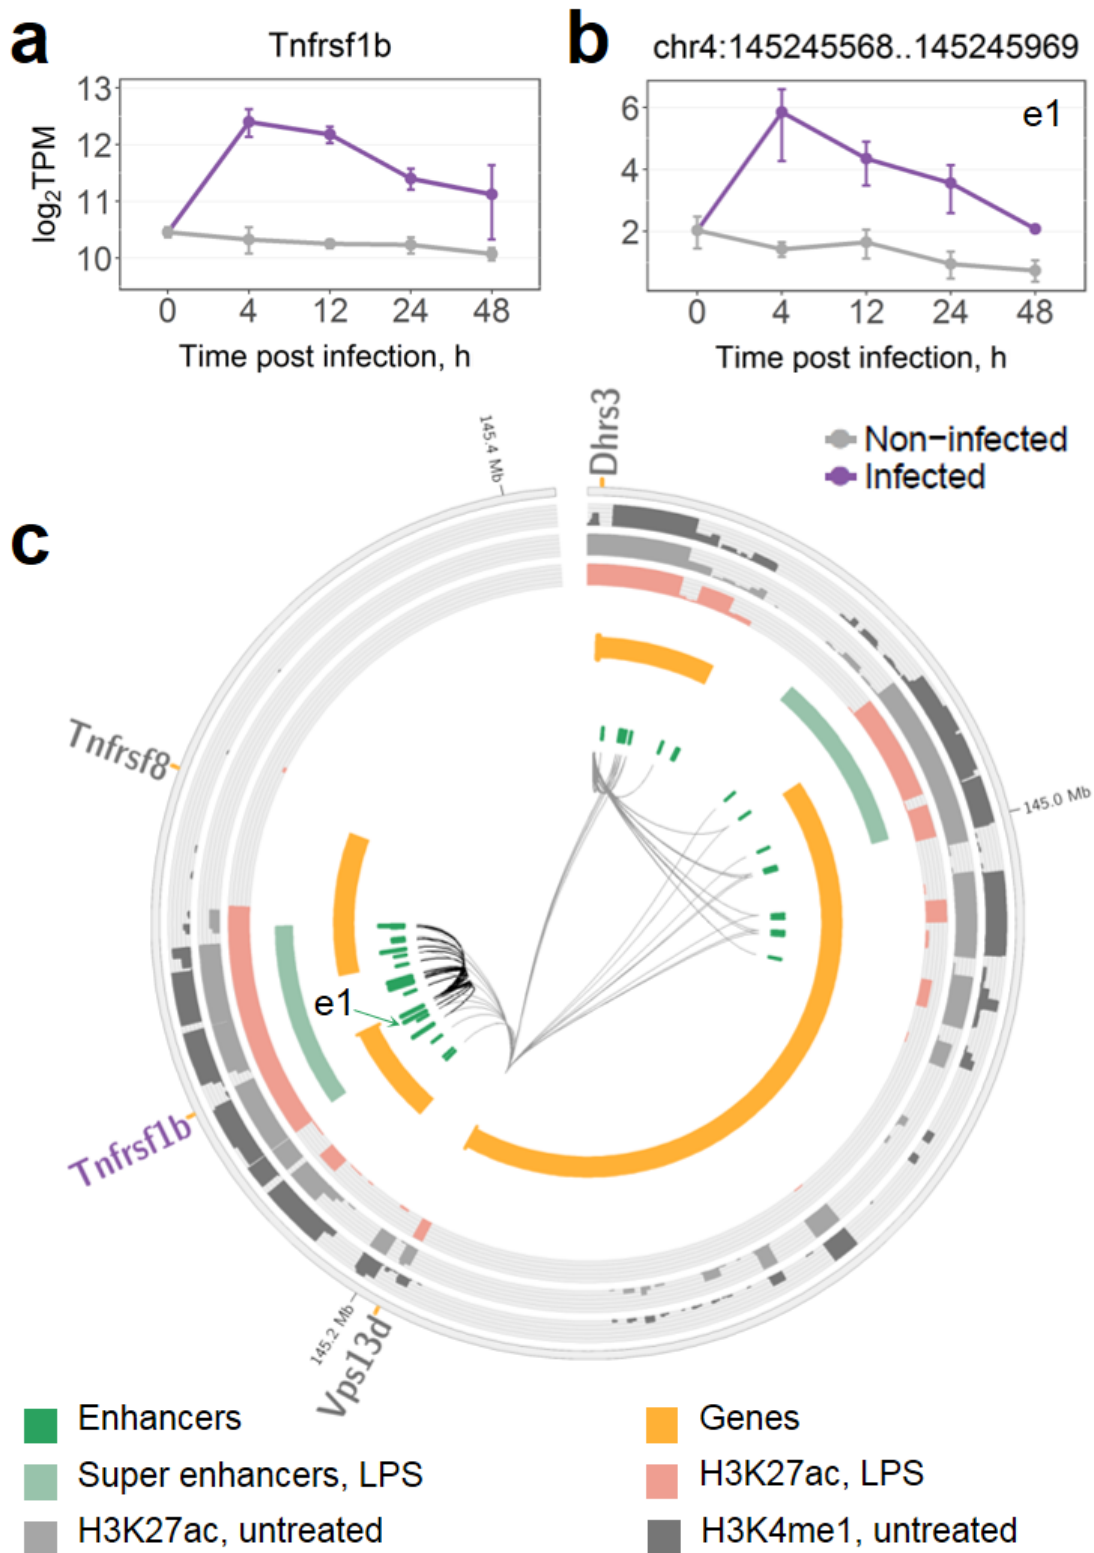 a
Tnfrsf1b
13
12
11
10
log2TPM
0 4 12 24 48
Time post infection, h
b
chr4:145245568..145245969
e1
6
4
2
0 4 12 24 48
Time post infection, h
Non−infected
Infected
c
145.4 Mb
Dhrs3
145.0 Mb
Tnfrsf8
e1
Tnfrsf1b
145.2 Mb
Vps13d
Enhancers
Super enhancers, LPS
H3K27ac, untreated
Genes
H3K27ac, LPS
H3K4me1, untreated